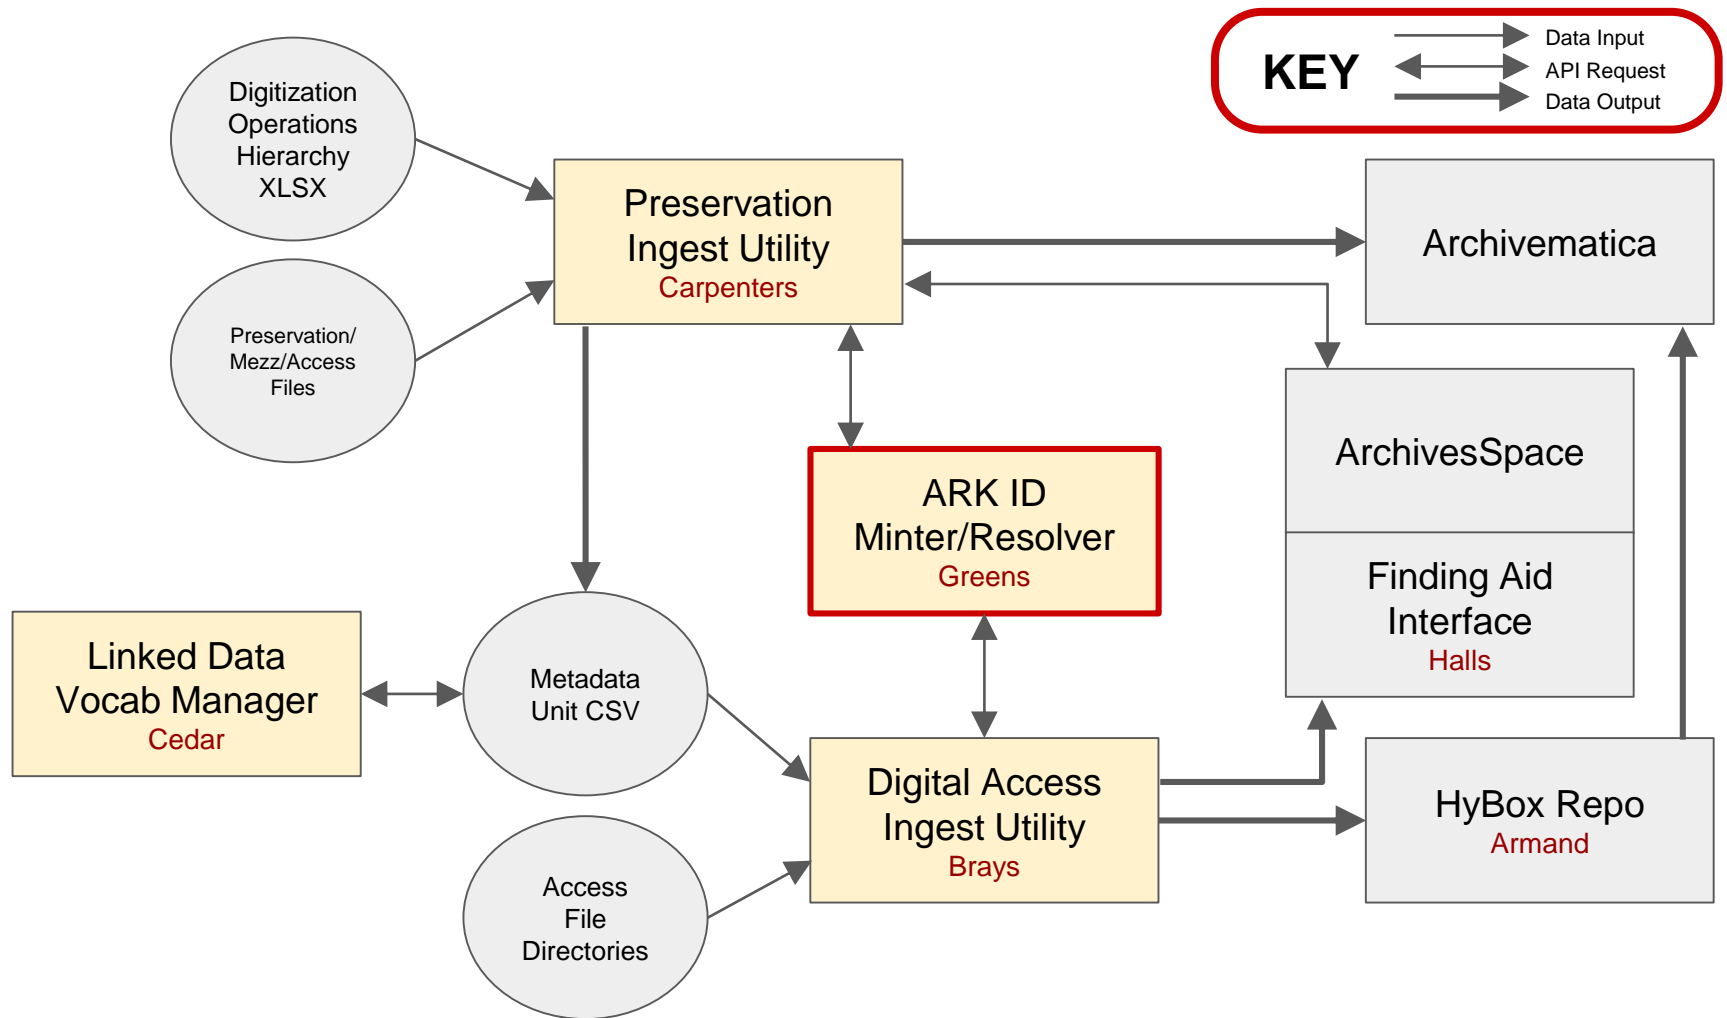 KEY
Data Input
API Request
Data Output
Digitization
Operations
Hierarchy
XLSX
Preservation
Ingest Utility
Carpenters
Archivematica
Preservation/
Mezz/Access
Files
ArchivesSpace
ARK ID
Minter/Resolver
Greens
Finding Aid
Interface
Halls
Linked Data
Vocab Manager
Cedar
Metadata
Unit CSV
Digital Access
Ingest Utility
Brays
HyBox Repo
Armand
Access
File
Directories